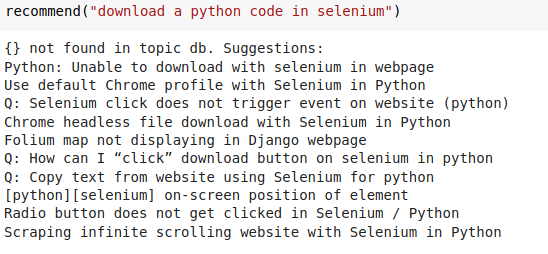 recommend("download a python code in selenium")
{} not found in topic db. Suggestions:
Python: Unable to download with selenium in webpage
Use default Chrome profile with Selenium in Python
Q: Selenium click does not trigger event on website (python)
Chrome headless file download with Selenium in Python
Folium map not displaying in Django webpage
Q: How can I “click” download button on selenium in python
Q: Copy text from website using Selenium for python
[python][selenium] on-screen position of element
Radio button does not get clicked in Selenium / Python
Scraping infinite scrolling website with Selenium in Python